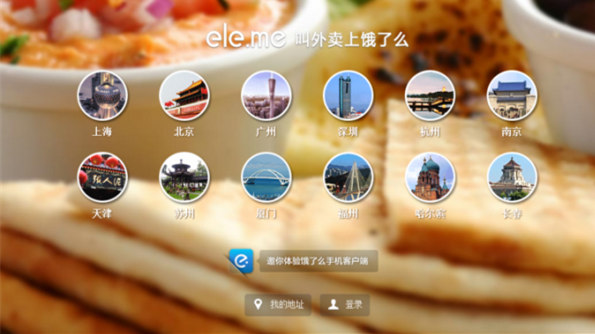 ele.me 叫外卖上饿了么
上海 北京 广州 深圳 杭州 南京
天津 苏州 厦门 福州 哈尔滨 长春
邀你体验饿了么手机客户端
我的地址 登录